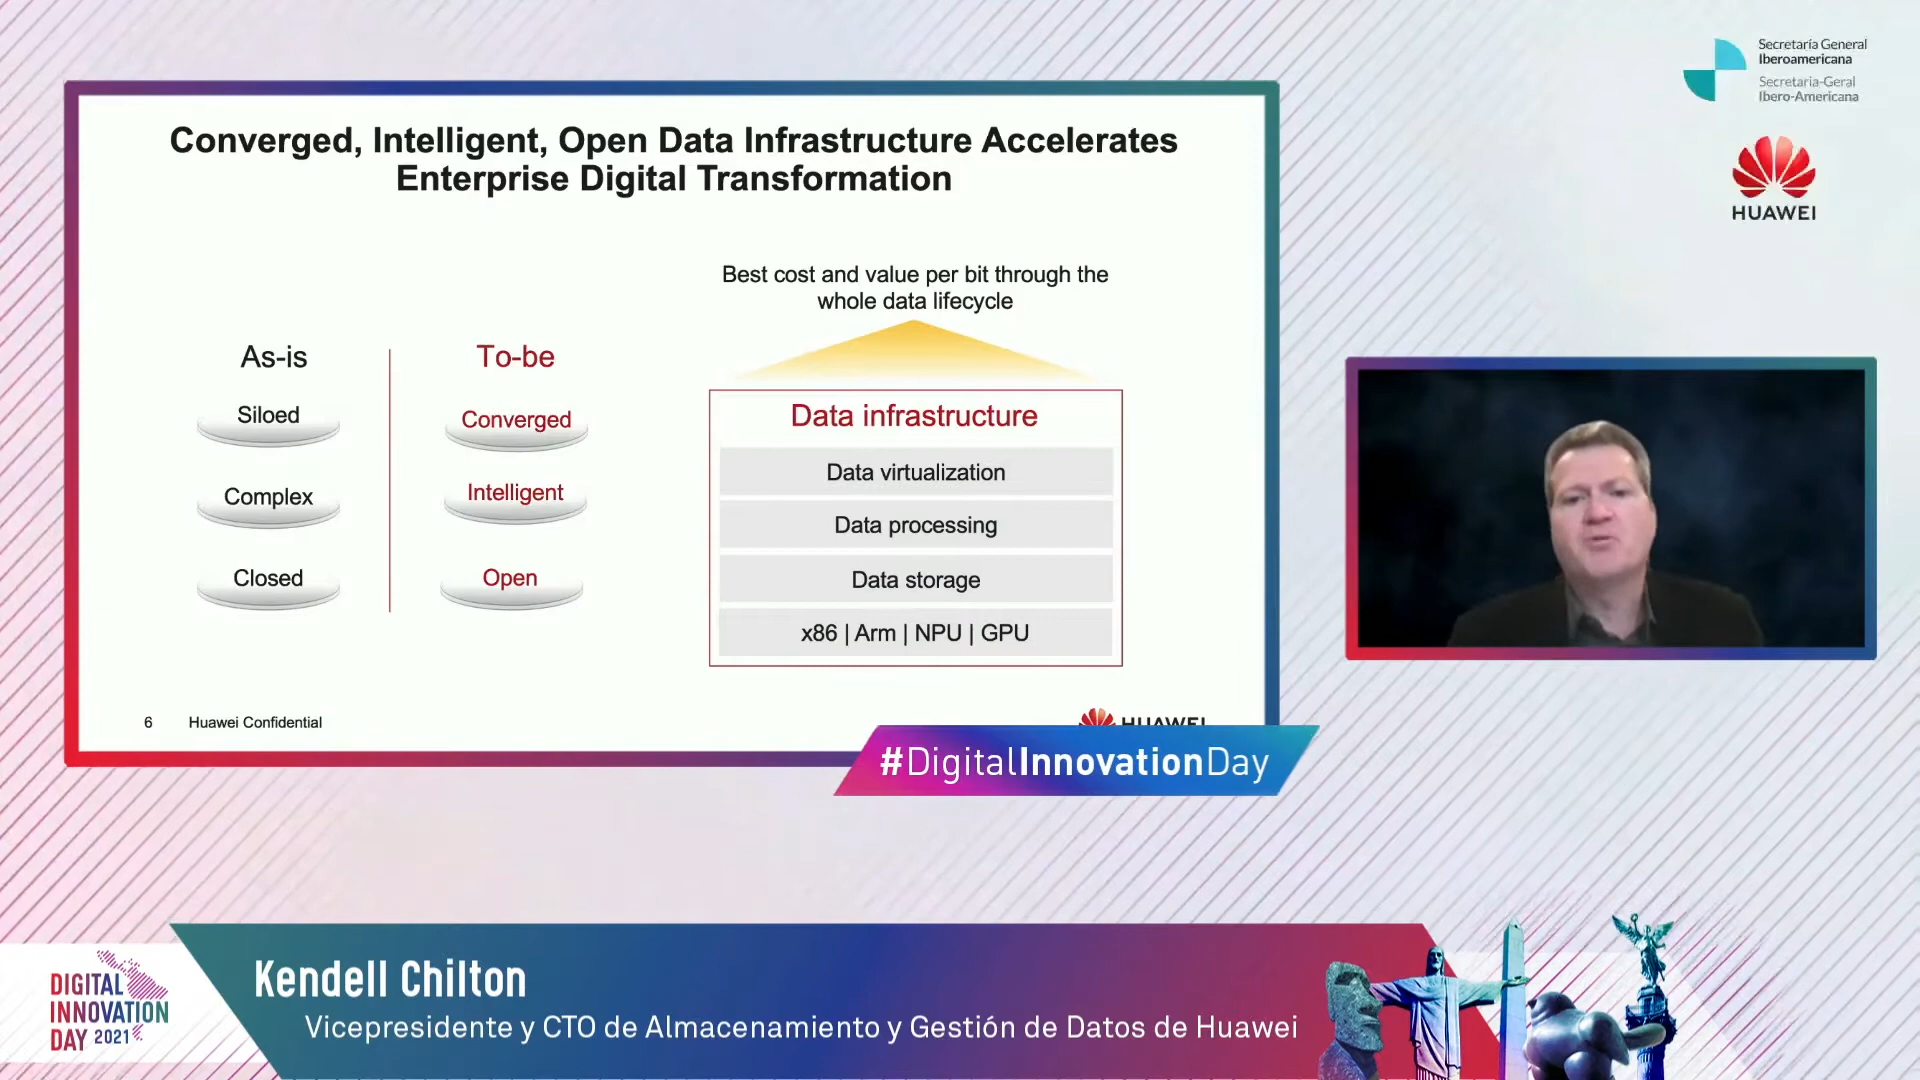 Secretaría General
Iberoamericana
Secretaria-Geral
Ibero-Americana
HUAWEI
Converged, Intelligent, Open Data Infrastructure Accelerates
Enterprise Digital Transformation
Best cost and value per bit through the
whole data lifecycle
As-is
To-be
Siloed
Converged
Complex
Intelligent
Closed
Open
Data infrastructure
Data virtualization
Data processing
Data storage
x86 | Arm | NPU | GPU
6 Huawei Confidential
HUAWEI
#DigitalInnovationDay
DIGITAL
INNOVATION
DAY 2021
Kendell Chilton
Vicepresidente y CTO de Almacenamiento y Gestión de Datos de Huawei